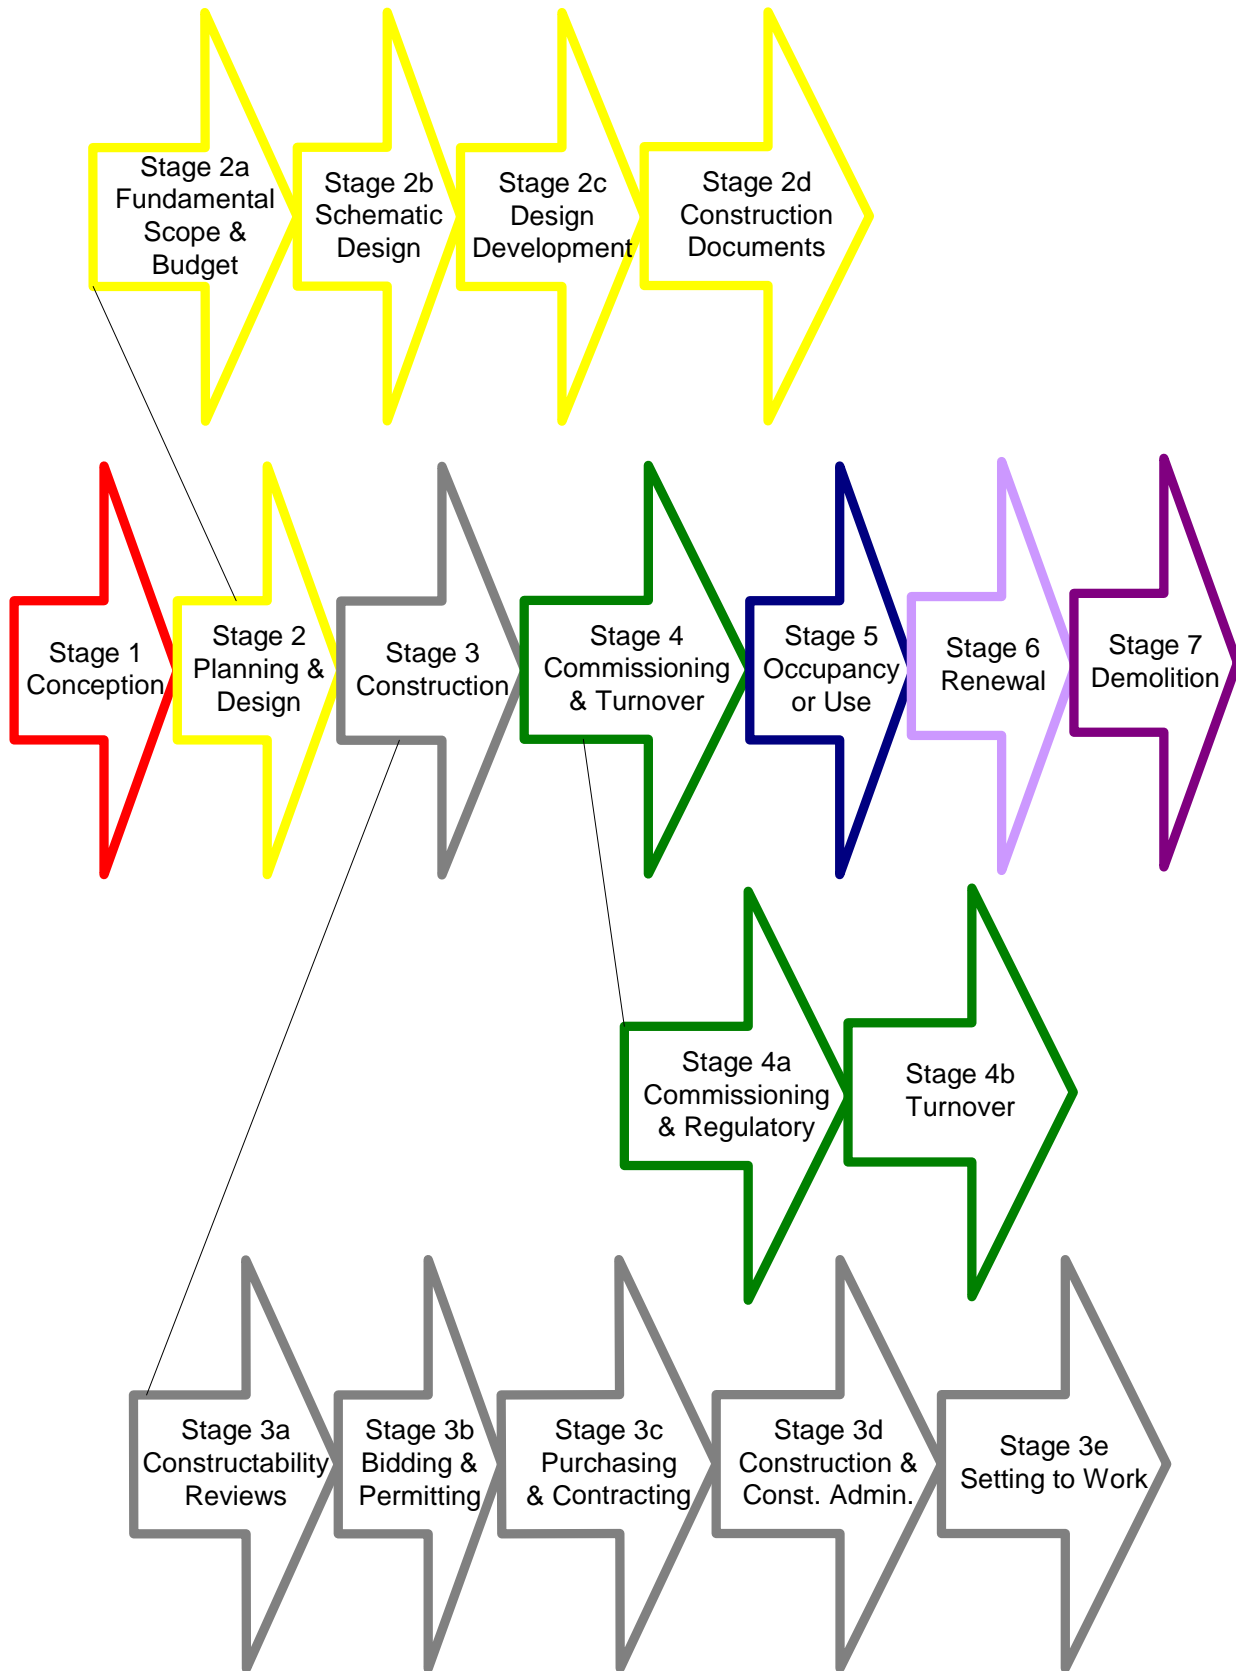 Stage 2a
Fundamental
Scope &
Budget
Stage 2b
Schematic
Design
Stage 2c
Design
Development
Stage 2d
Construction
Documents
Stage 1
Conception
Stage 2
Planning &
Design
Stage 3
Construction
Stage 4
Commissioning
& Turnover
Stage 5
Occupancy
or Use
Stage 6
Renewal
Stage 7
Demolition
Stage 4a
Commissioning
& Regulatory
Stage 4b
Turnover
Stage 3a
Constructability
Reviews
Stage 3b
Bidding &
Permitting
Stage 3c
Purchasing
& Contracting
Stage 3d
Construction &
Const. Admin.
Stage 3e
Setting to Work